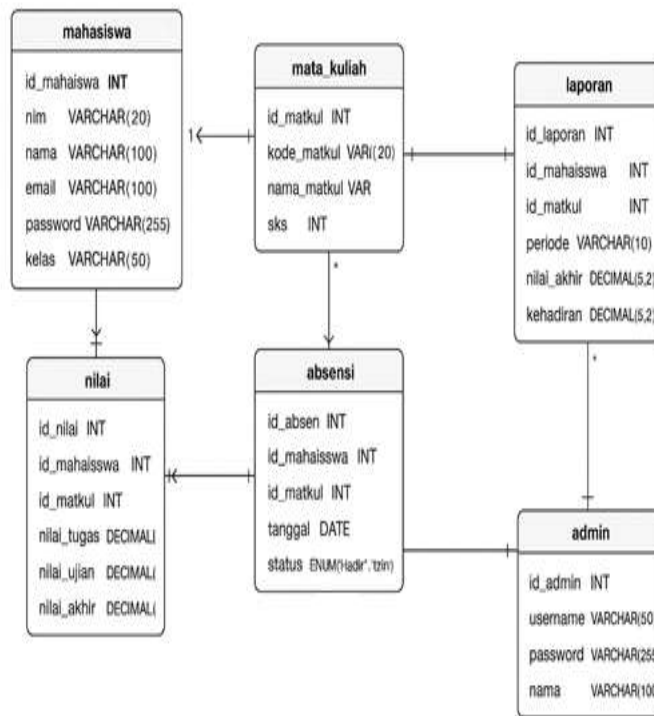 mahasiswa
id_mahaiswa INT
nim VARCHAR(20)
nama VARCHAR(100)
email VARCHAR(100)
password VARCHAR(255)
kelas VARCHAR(50)
1
mata_kuliah
id_matkul INT
kode_matkul VAR((20)
nama_matkul VAR
sks INT
*
laporan
id_laporan INT
id_mahaisswa INT
id_matkul INT
periode VARCHAR(10)
nilai_akhir DECIMAL(5,2)
kehadiran DECIMAL(5,2)
*
nilai
id_nilai INT
id_mahaisswa INT
id_matkul INT
nilai_tugas DECIMAL(
nilai_ujian DECIMAL(
nilai_akhir DECIMAL(
absensi
id_absen INT
id_mahaisswa INT
id_matkul INT
tanggal DATE
status ENUM('Hadir','Izin')
admin
id_admin INT
username VARCHAR(50
password VARCHAR(255
nama VARCHAR(100